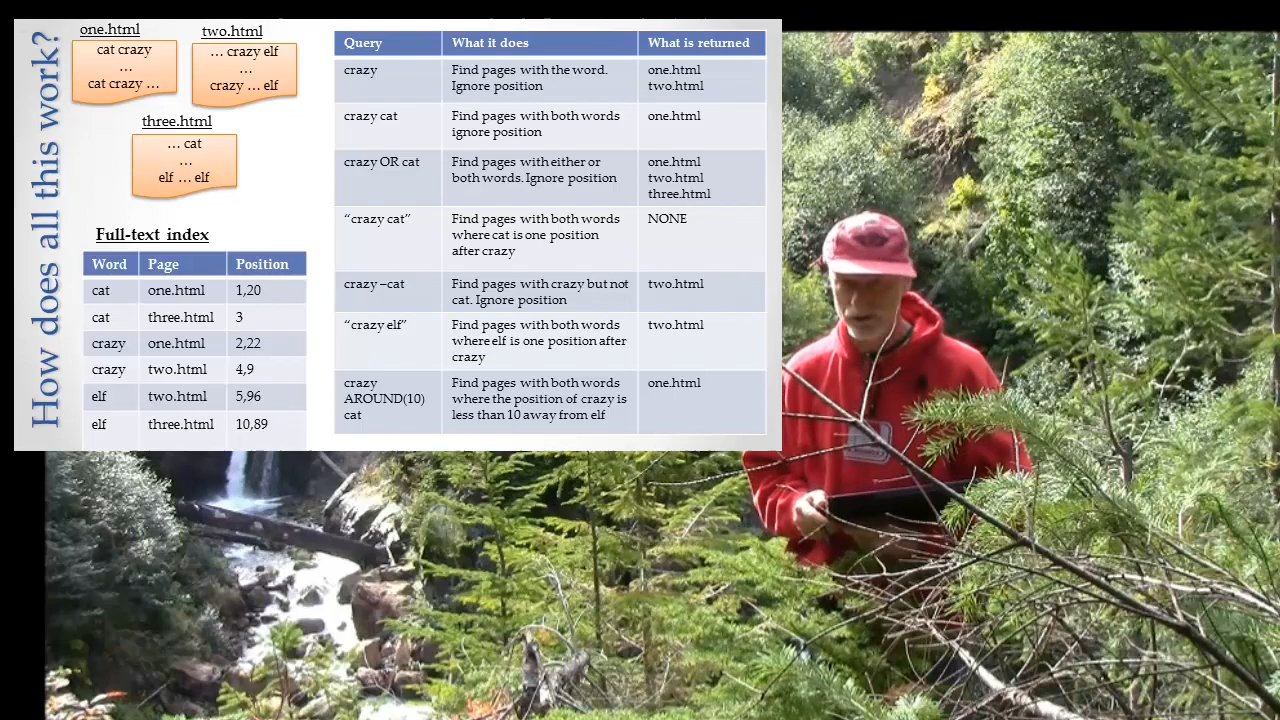 How does all this work?
one.html
cat crazy
…
cat crazy …
two.html
… crazy elf
…
crazy … elf
three.html
… cat
…
elf … elf
Full-text index
Word Page Position
cat one.html 1,20
cat three.html 3
crazy one.html 2,22
crazy two.html 4,9
elf two.html 5,96
elf three.html 10,89
Query What it does What is returned
crazy
Find pages with the word.
Ignore position
one.html
two.html
crazy cat
Find pages with both words
ignore position
one.html
crazy OR cat
Find pages with either or
both words. Ignore position
one.html
two.html
three.html
“crazy cat”
Find pages with both words
where cat is one position
after crazy
NONE
crazy –cat
Find pages with crazy but not
cat. Ignore position
two.html
“crazy elf”
Find pages with both words
where elf is one position after
crazy
two.html
crazy
AROUND(10)
cat
Find pages with both words
where the position of crazy is
less than 10 away from elf
one.html